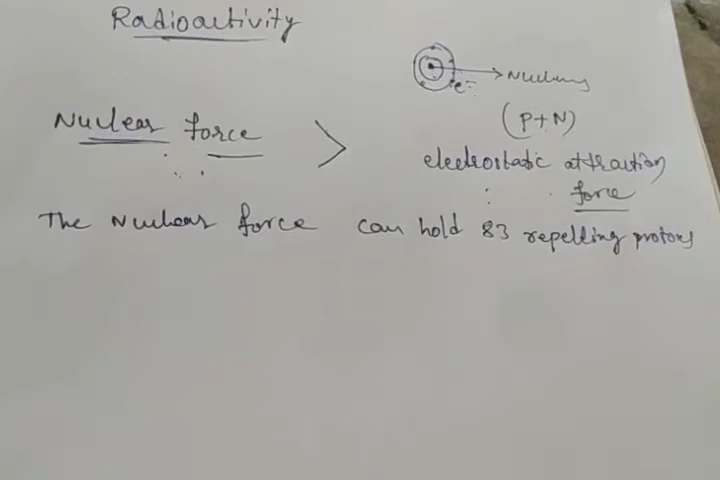 Radioactivity
e-
Nucleus
(P+N)
Nuclear force > electrostatic attraction
force
The Nuclear force can hold 83 repelling protons